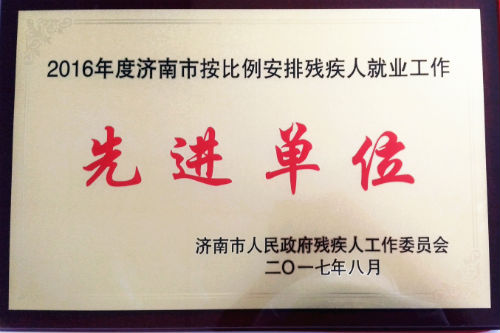 2016年度济南市按比例安排残疾人就业工作
先进单位
济南市人民政府残疾人工作委员会
二〇一七年八月